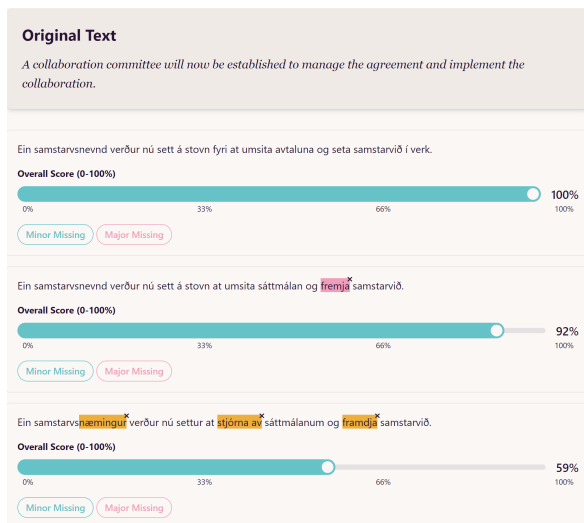 Original Text
A collaboration committee will now be established to manage the agreement and implement the
collaboration.
Ein samstarvsnevnd verður nú sett á stovn fyri at umsita avtaluna og seta samstarvið í verk.
Overall Score (0-100%)
100%
0% 33% 66% 100%
Minor Missing Major Missing
Ein samstarvsnevnd verður nú sett á stovn at umsita sáttmálan og fremja samstarvið.
Overall Score (0-100%)
92%
0% 33% 66% 100%
Minor Missing Major Missing
Ein samstarvsnæmingur verður nú settur at stjórna av sáttmálanum og framdja samstarvið.
Overall Score (0-100%)
59%
0% 33% 66% 100%
Minor Missing Major Missing